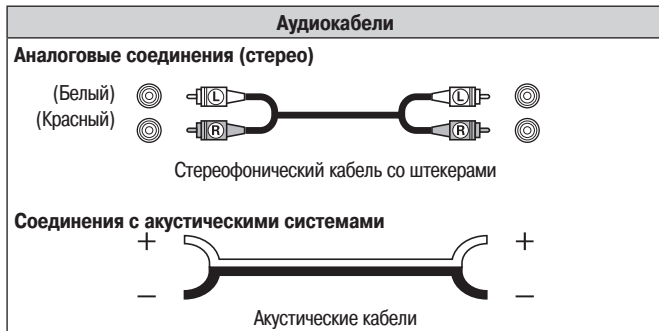 Аудиокабели
Аналоговые соединения (стерео)
(Белый)
L L
(Красный)
R R
Стереофонический кабель со штекерами
Соединения с акустическими системами
+ +
– –
Акустические кабели